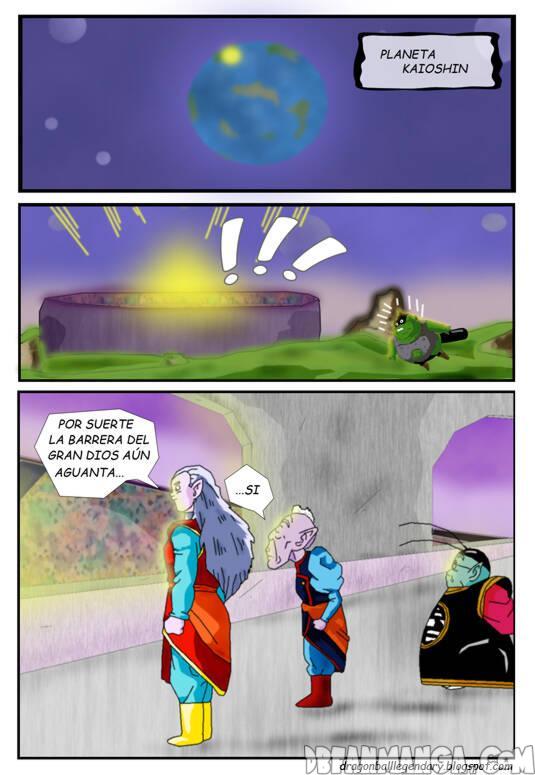 PLANETA
KAIOSHIN
! ! !
POR SUERTE
LA BARRERA DEL
GRAN DIOS AÚN
AGUANTA...
...SI
dragonballlegendary.blogspot.com
DBFANMANGA.COM